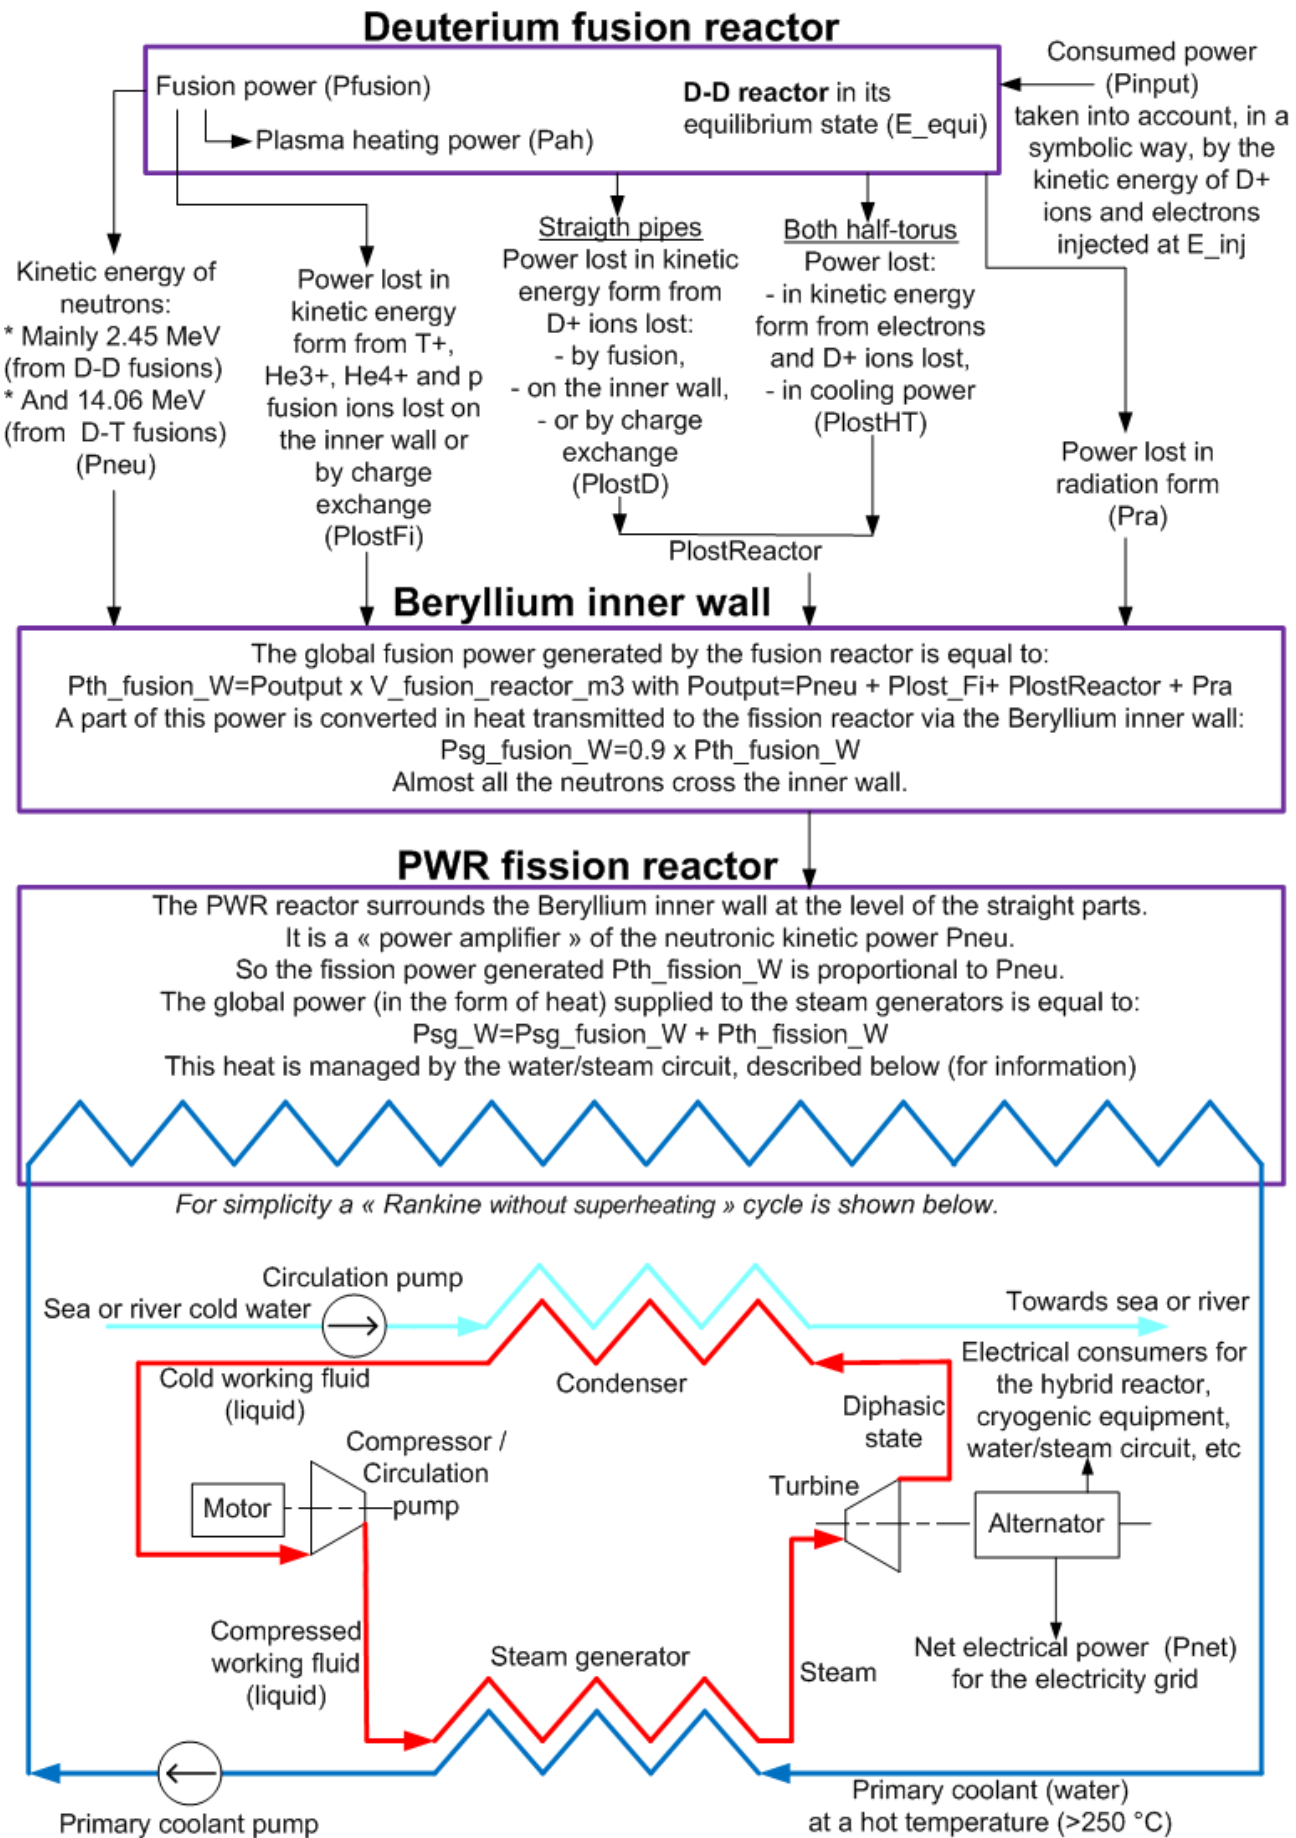 Deuterium fusion reactor
Fusion power (Pfusion)
Plasma heating power (Pah)
D-D reactor in its
equilibrium state (E_equi)
Consumed power
(Pinput)
taken into account, in a
symbolic way, by the
kinetic energy of D+
ions and electrons
injected at E_inj
Kinetic energy of
neutrons:
* Mainly 2.45 MeV
(from D-D fusions)
* And 14.06 MeV
(from D-T fusions)
(Pneu)
Power lost in
kinetic energy
form from T+,
He3+, He4+ and p
fusion ions lost on
the inner wall or
by charge
exchange
(PlostFi)
Straigth pipes
Power lost in kinetic
energy form from
D+ ions lost:
- by fusion,
- on the inner wall,
- or by charge
exchange
(PlostD)
Both half-torus
Power lost:
- in kinetic energy
form from electrons
and D+ ions lost,
- in cooling power
(PlostHT)
PlostReactor
Power lost in
radiation form
(Pra)
Beryllium inner wall
The global fusion power generated by the fusion reactor is equal to:
Pth_fusion_W=Poutput x V_fusion_reactor_m3 with Poutput=Pneu + Plost_Fi+ PlostReactor + Pra
A part of this power is converted in heat transmitted to the fission reactor via the Beryllium inner wall:
Psg_fusion_W=0.9 x Pth_fusion_W
Almost all the neutrons cross the inner wall.
PWR fission reactor
The PWR reactor surrounds the Beryllium inner wall at the level of the straight parts.
It is a « power amplifier » of the neutronic kinetic power Pneu.
So the fission power generated Pth_fission_W is proportional to Pneu.
The global power (in the form of heat) supplied to the steam generators is equal to:
Psg_W=Psg_fusion_W + Pth_fission_W
This heat is managed by the water/steam circuit, described below (for information)
For simplicity a « Rankine without superheating » cycle is shown below.
Circulation pump
Sea or river cold water
Towards sea or river
Cold working fluid
(liquid)
Condenser
Diphasic
state
Electrical consumers for
the hybrid reactor,
cryogenic equipment,
water/steam circuit, etc
Compressor /
Circulation
pump
Motor
Turbine
Alternator
Compressed
working fluid
(liquid)
Steam generator
Steam
Net electrical power (Pnet)
for the electricity grid
Primary coolant pump
Primary coolant (water)
at a hot temperature (>250 °C)